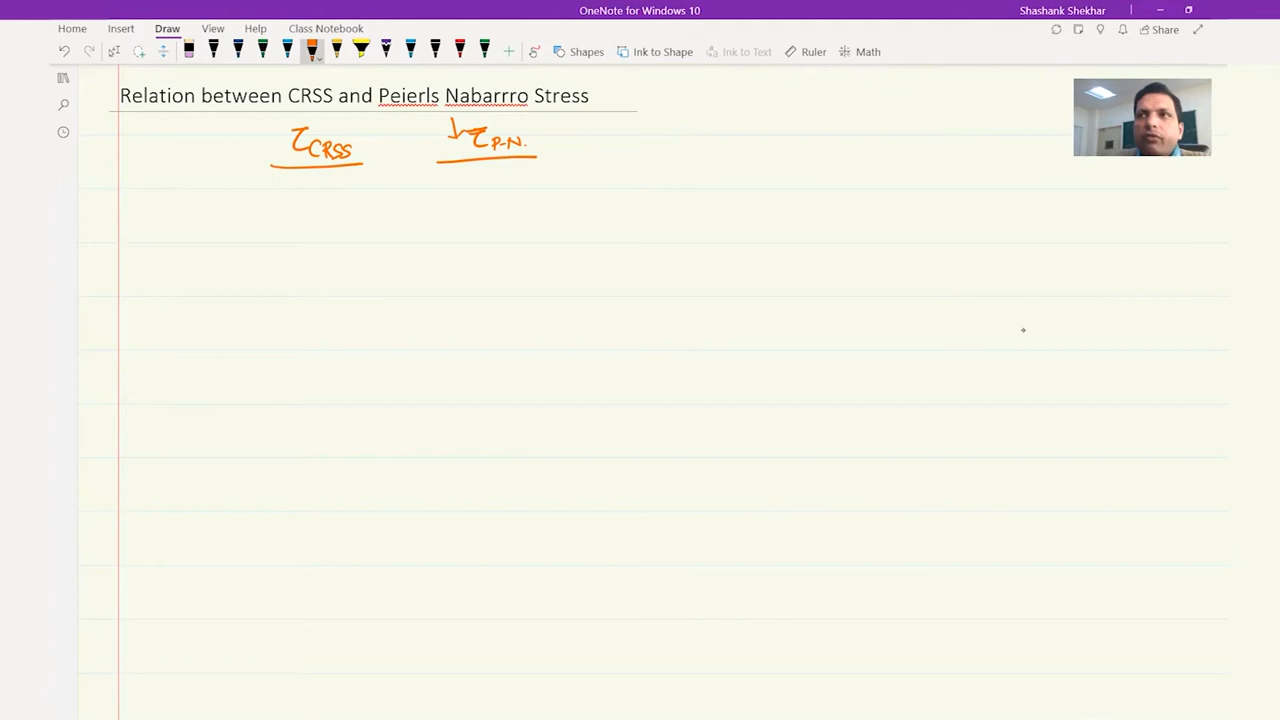 OneNote for Windows 10
Shashank Shekhar
Home Insert Draw View Help Class Notebook
Share
Shapes Ink to Shape Ink to Text Ruler Math
Relation between CRSS and Peierls Nabarrro Stress
τCRSS τP-N.